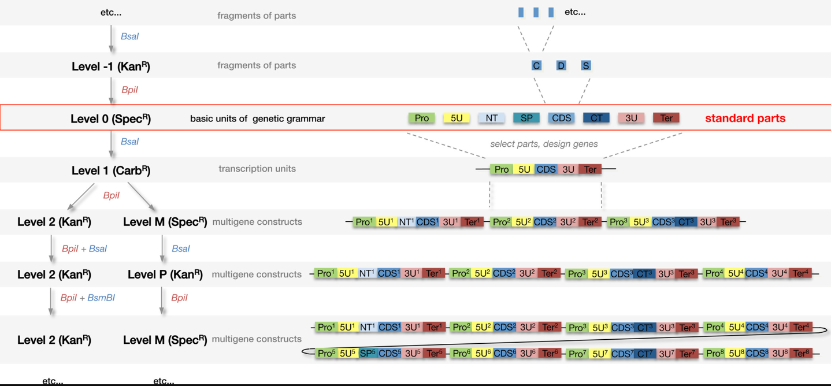 etc...
fragments of parts
etc...
BsaI
Level -1 (KanR)
fragments of parts
C D S
BpiI
Level 0 (SpecR)
basic units of genetic grammar
Pro 5U NT SP CDS CT 3U Ter
standard parts
BsaI
select parts, design genes
Level 1 (CarbR)
transcription units
Pro 5U CDS 3U Ter
BpiI
Level 2 (KanR) Level M (SpecR)
multigene constructs
Pro1 5U1 NT1 CDS1 3U1 Ter1 Pro2 5U2 CDS2 3U2 Ter2 Pro3 5U3 CDS3 CT3 3U3 Ter3
BpiI + BsaI BsaI
Level 2 (KanR) Level P (KanR)
multigene constructs
Pro1 5U1 NT1 CDS1 3U1 Ter1 Pro2 5U2 CDS2 3U2 Ter2 Pro3 5U3 CDS3 CT3 3U3 Ter3 Pro4 5U4 CDS4 3U4 Ter4
BpiI + BsmBI BpiI
Pro1 5U1 NT1 CDS1 3U1 Ter1 Pro2 5U2 CDS2 3U2 Ter2 Pro3 5U3 CDS3 CT3 3U3 Ter3 Pro4 5U4 CDS4 3U4 Ter4
Level 2 (KanR) Level M (SpecR)
multigene constructs
Pro5 5U5 SP5 CDS5 3U5 Ter5 Pro6 5U6 CDS6 3U6 Ter6 Pro7 5U7 CDS7 CT7 3U7 Ter7 Pro8 5U8 CDS8 3U8 Ter8
etc... etc...